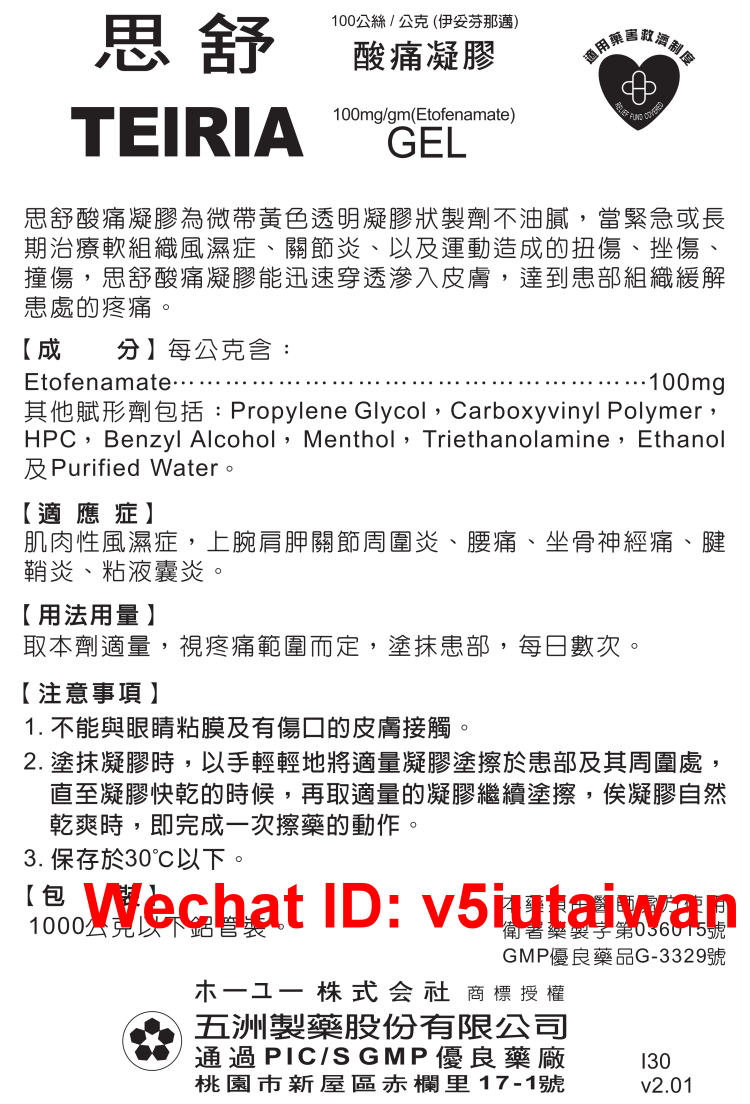 思舒
100公絲 / 公克 (伊妥芬那邁)
酸痛凝膠
適用藥害救濟制度
RELIEF FUND COVERED
TEIRIA
100mg/gm(Etofenamate)
GEL
思舒酸痛凝膠為微帶黃色透明凝膠狀製劑不油膩，當緊急或長
期治療軟組織風濕症、關節炎、以及運動造成的扭傷、挫傷、
撞傷，思舒酸痛凝膠能迅速穿透滲入皮膚，達到患部組織緩解
患處的疼痛。
【成　　分】每公克含：
Etofenamate⋯⋯⋯⋯⋯⋯⋯⋯⋯⋯⋯⋯⋯⋯⋯⋯⋯⋯100mg
其他賦形劑包括：Propylene Glycol，Carboxyvinyl Polymer，
HPC，Benzyl Alcohol，Menthol，Triethanolamine，Ethanol
及Purified Water。
【適 應 症】
肌肉性風濕症，上腕肩胛關節周圍炎、腰痛、坐骨神經痛、腱
鞘炎、粘液囊炎。
【用法用量】
取本劑適量，視疼痛範圍而定，塗抹患部，每日數次。
【注意事項】
1. 不能與眼睛粘膜及有傷口的皮膚接觸。
2. 塗抹凝膠時，以手輕輕地將適量凝膠塗擦於患部及其周圍處，
直至凝膠快乾的時候，再取適量的凝膠繼續塗擦，俟凝膠自然
乾爽時，即完成一次擦藥的動作。
3. 保存於30℃以下。
【包　　裝】
1000公克以下鋁管裝。
Wechat ID: v5iutaiwan
本藥須由醫師處方使用
衛署藥製字第036015號
GMP優良藥品G-3329號
ホーユー 株式会社 商標授權
五洲製藥股份有限公司
通過PIC/S GMP優良藥廠
桃園市新屋區赤欄里17-1號
I30
v2.01